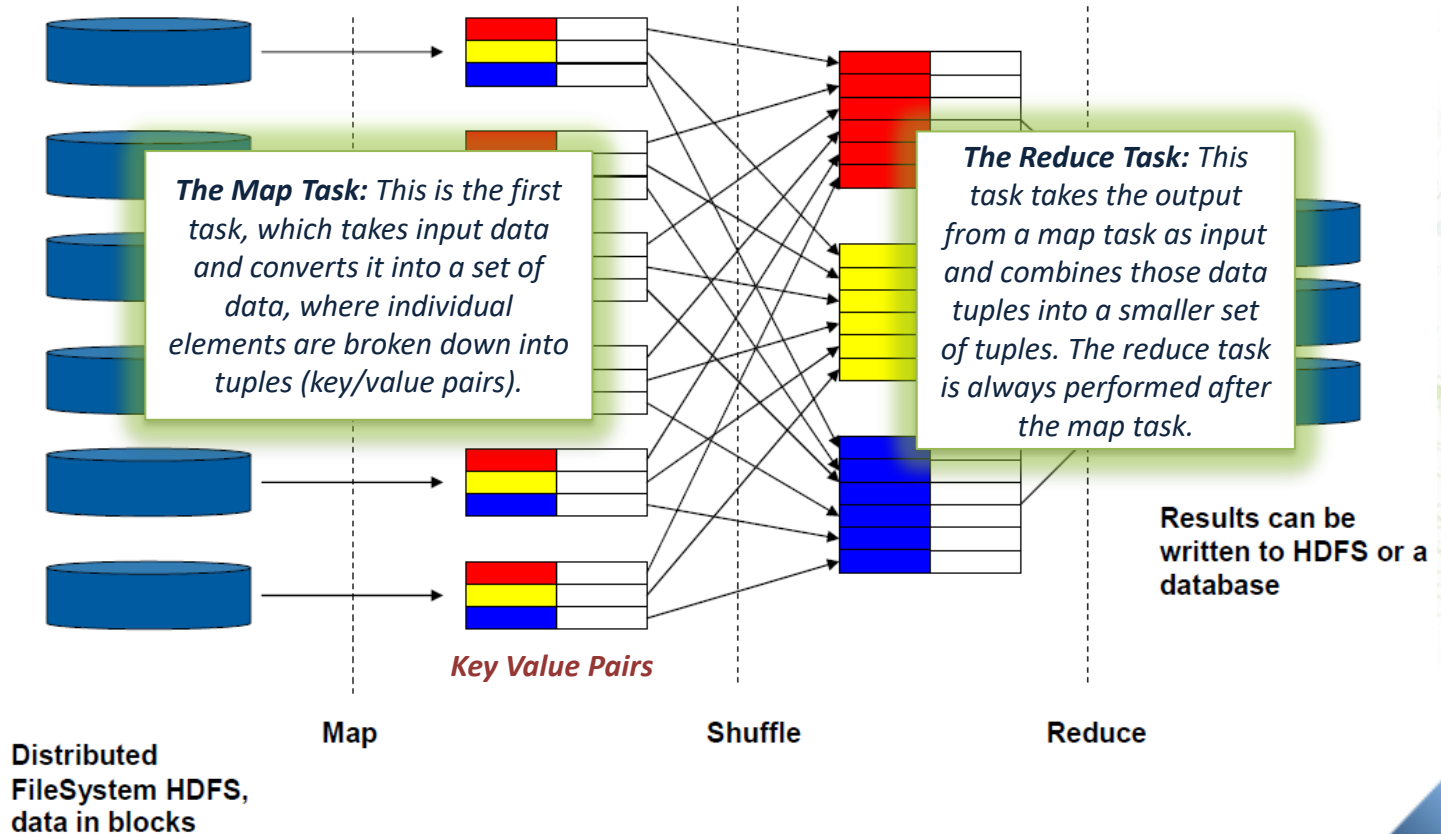 The Map Task: This is the first
task, which takes input data
and converts it into a set of
data, where individual
elements are broken down into
tuples (key/value pairs).
The Reduce Task: This
task takes the output
from a map task as input
and combines those data
tuples into a smaller set
of tuples. The reduce task
is always performed after
the map task.
Results can be
written to HDFS or a
database
Key Value Pairs
Map
Shuffle
Reduce
Distributed
FileSystem HDFS,
data in blocks